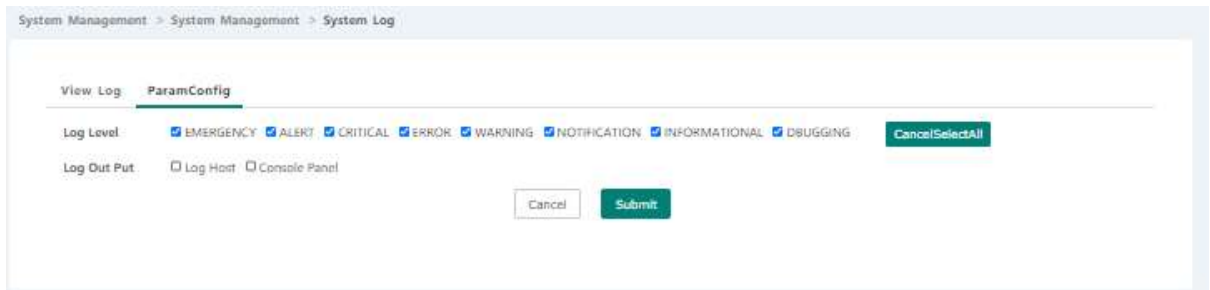 System Management > System Management > System Log
View Log ParamConfig
Log Level EMERGENCY ALERT CRITICAL ERROR WARNING NOTIFICATION INFORMATIONAL DBUGGING CancelSelectAll
Log Out Put Log Host Console Panel
Cancel Submit